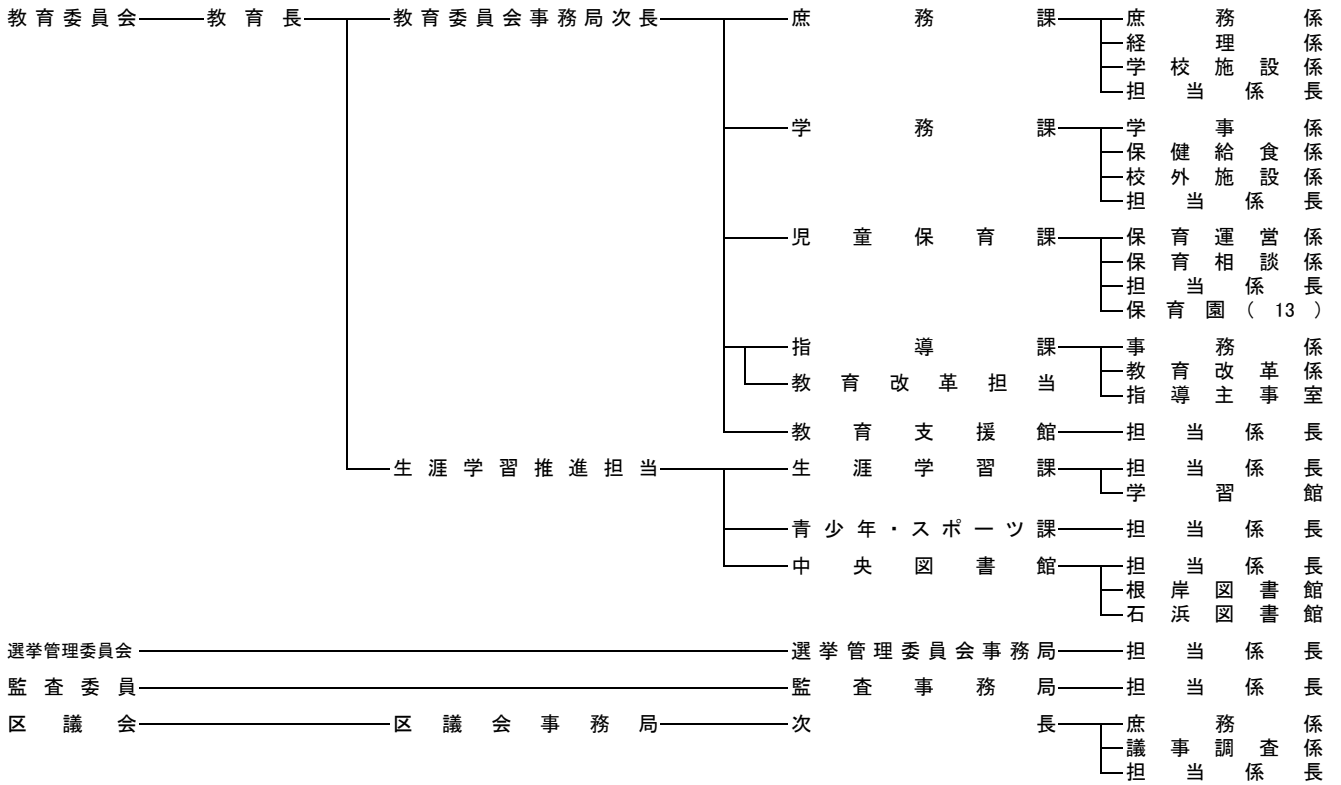 教育委員会 教育長 教育委員会事務局次長 庶務課 庶務係
経理係
学校施設係
担当係長
学務課 学事係
保健給食係
校外施設係
担当係長
児童保育課 保育運営係
保育相談係
担当係長
保育園(13)
指導課 事務係
教育改革係
教育改革担当
指導主事室
教育支援館 担当係長
生涯学習推進担当 生涯学習課 担当係長
学習館
青少年・スポーツ課 担当係長
中央図書館 担当係長
根岸図書館
石浜図書館
選挙管理委員会 選挙管理委員会事務局 担当係長
監査委員 監査事務局 担当係長
区議会 区議会事務局 次長 庶務係
議事調査係
担当係長